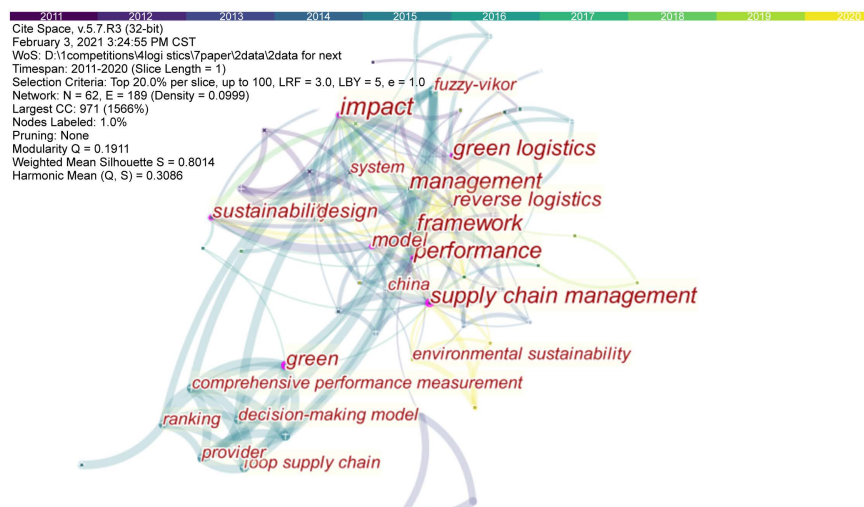 2011 2012 2013 2014 2015 2016 2017 2018 2019 2020
Cite Space, v.5.7.R3 (32-bit)
February 3, 2021 3:24:55 PM CST
WoS: D:\1competitions\4logi stics\7paper\2data\2data for next
Timespan: 2011-2020 (Slice Length = 1)
Selection Criteria: Top 20.0% per slice, up to 100, LRF = 3.0, LBY = 5, e = 1.0
Network: N = 62, E = 189 (Density = 0.0999)
Largest CC: 971 (1566%)
Nodes Labeled: 1.0%
Pruning: None
Modularity Q = 0.1911
Weighted Mean Silhouette S = 0.8014
Harmonic Mean (Q, S) = 0.3086
fuzzy-vikor
impact
green logistics
system
management
reverse logistics
sustainability
design
framework
model
performance
china
supply chain management
environmental sustainability
green
comprehensive performance measurement
ranking
decision-making model
provider
loop supply chain